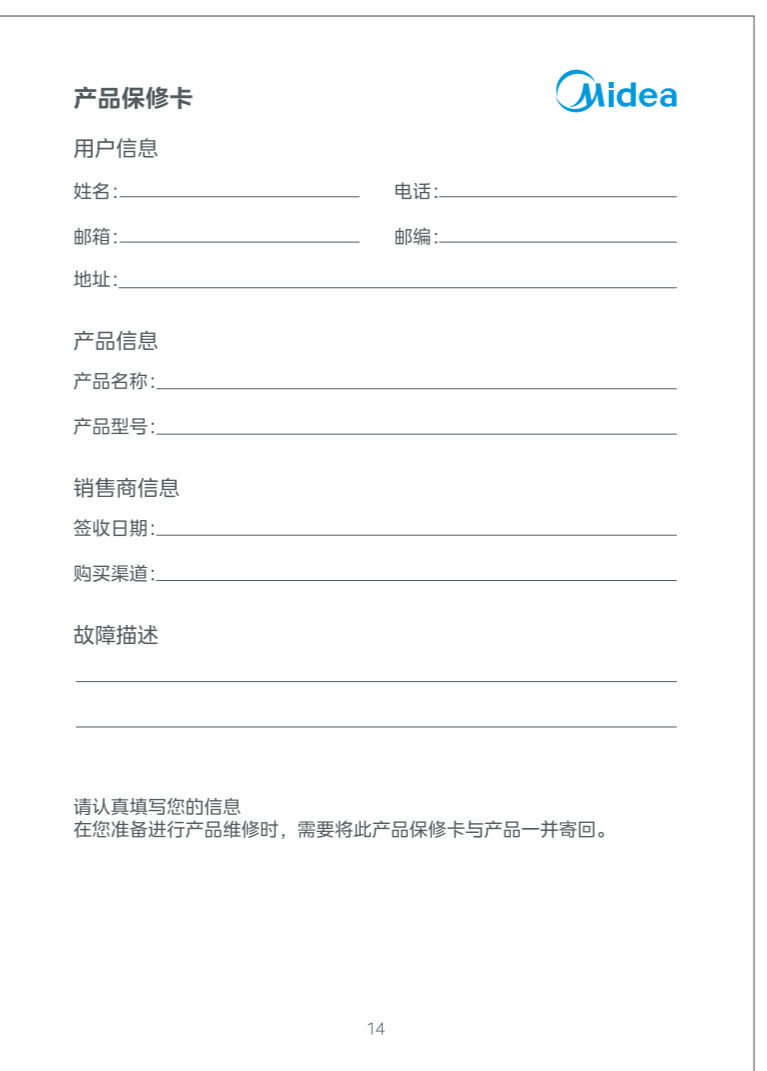 产品保修卡
Midea
用户信息
姓名: 电话:
邮箱: 邮编:
地址:
产品信息
产品名称:
产品型号:
销售商信息
签收日期:
购买渠道:
故障描述
请认真填写您的信息
在您准备进行产品维修时，需要将此产品保修卡与产品一并寄回。
14